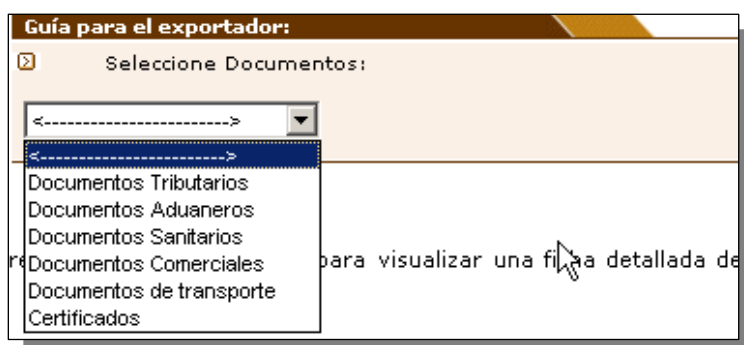 Guía para el exportador:
Seleccione Documentos:
<----------------------->
<----------------------->
Documentos Tributarios
Documentos Aduaneros
Documentos Sanitarios
Documentos Comerciales
para visualizar una ficha detallada de
Documentos de transporte
Certificados